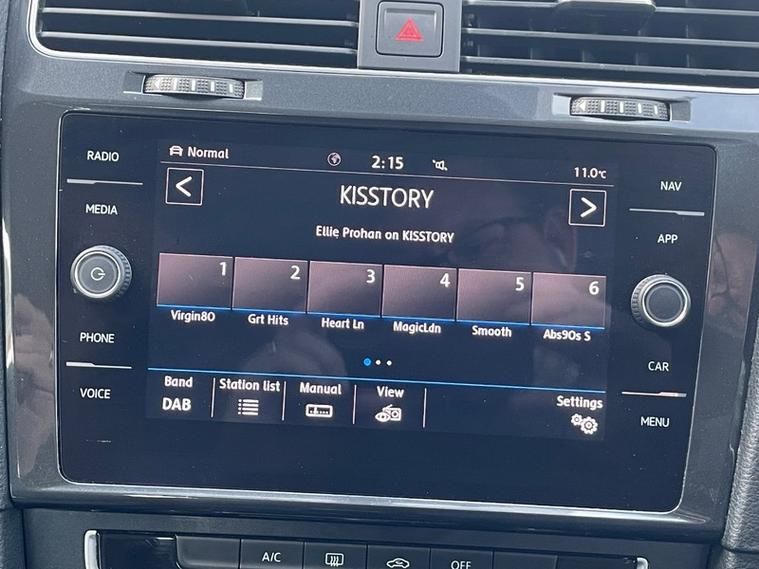 RADIO
MEDIA
PHONE
VOICE
Normal
2:15
11.0°C
KISSTORY
Ellie Prohan on KISSTORY
1 2 3 4 5 6
Virgin80 Grt Hits Heart Ln MagicLdn Smooth Abs90s S
Band Station list Manual View Settings
DAB
NAV
APP
CAR
MENU
A/C OFF